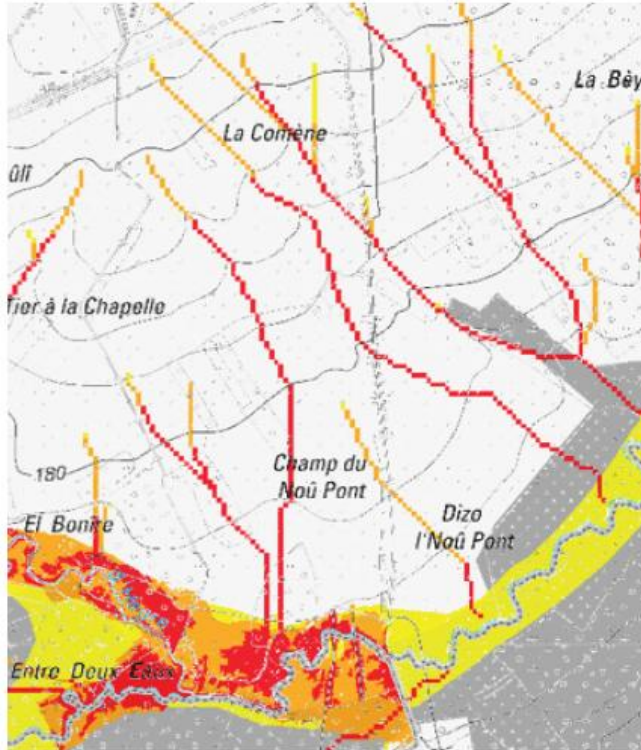 La Bèy
La Comène
ûlî
Tier à la Chapelle
180
Champ du
Noû Pont
Dizo
l'Noû Pont
El Bonire
Entre Deux Eaux